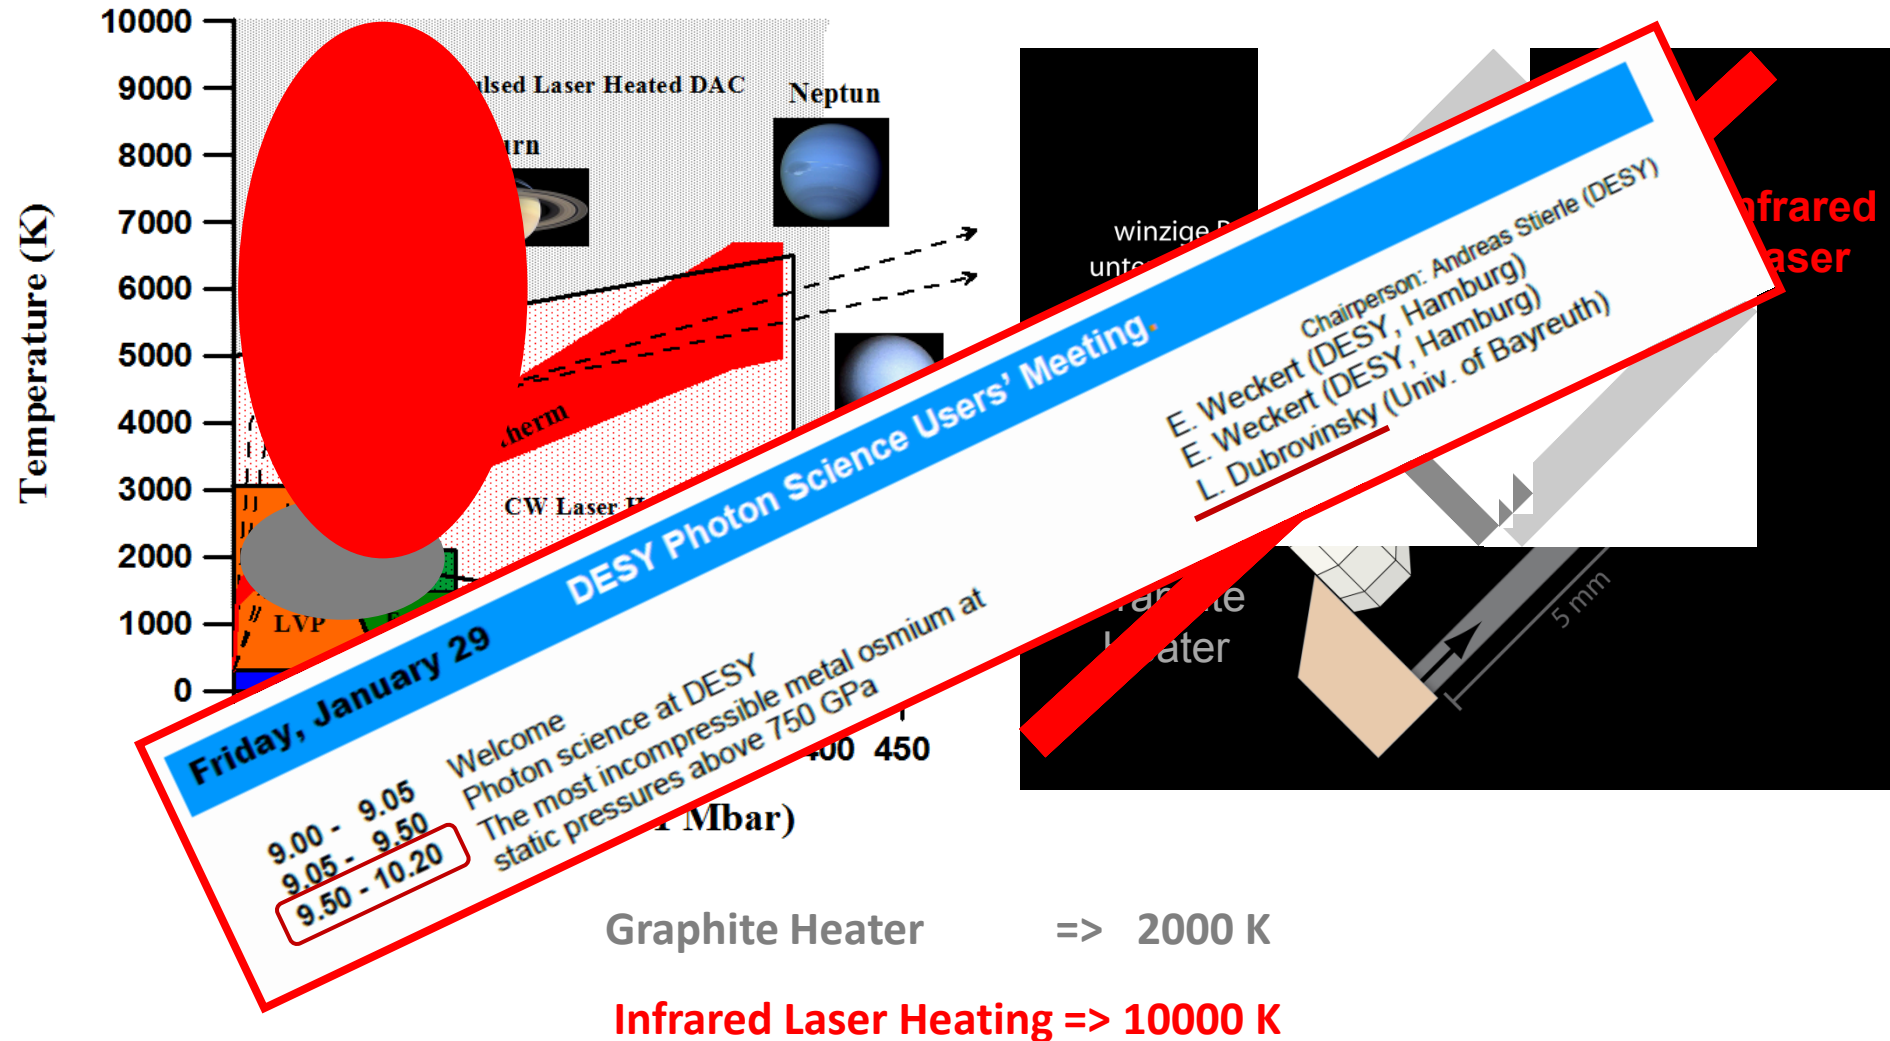 Temperature (K)
10000
9000
8000
7000
6000
5000
4000
3000
2000
1000
0
Laser Heated DAC
Neptun
CW Laser
LVP
450
Mbar)
winzige
5 mm
DESY Photon Science Users' Meeting.
Friday, January 29
Chairperson: Andreas Stierle (DESY)
9.00 - 9.05 Welcome E. Weckert (DESY, Hamburg)
9.05 - 9.50 Photon science at DESY E. Weckert (DESY, Hamburg)
9.50 - 10.20 The most incompressible metal osmium at L. Dubrovinsky (Univ. of Bayreuth)
static pressures above 750 GPa
Graphite Heater => 2000 K
Infrared Laser Heating => 10000 K